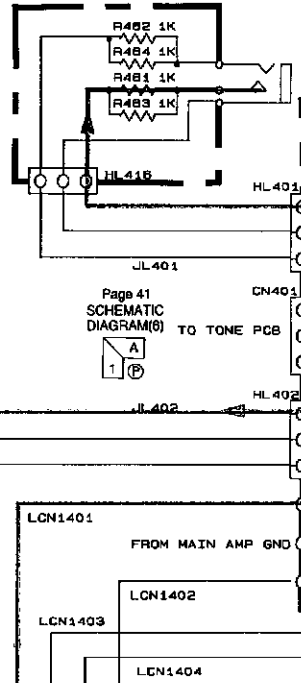 R462 1K
R464 1K
R461 1K
R463 1K
HL416
HL401
JL401
CN401
Page 41
SCHEMATIC
DIAGRAM(6)
TO TONE PCB
A
1
P
HL402
JL402
LCN1401
FROM MAIN AMP GND
LCN1402
LCN1403
LCN1404